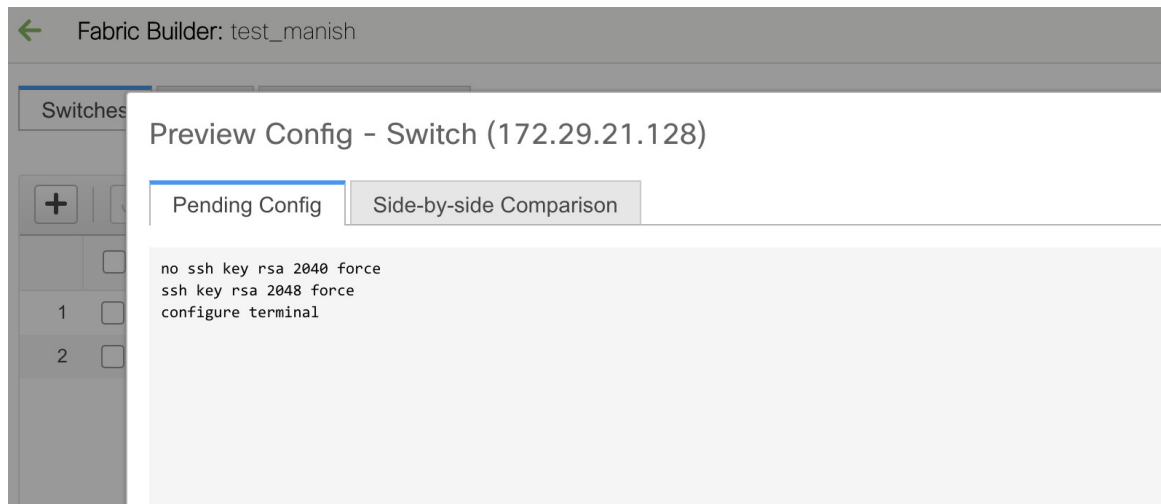 Fabric Builder: test_manish
Switches
Preview Config - Switch (172.29.21.128)
Pending Config
Side-by-side Comparison
no ssh key rsa 2040 force
ssh key rsa 2048 force
configure terminal
1
2